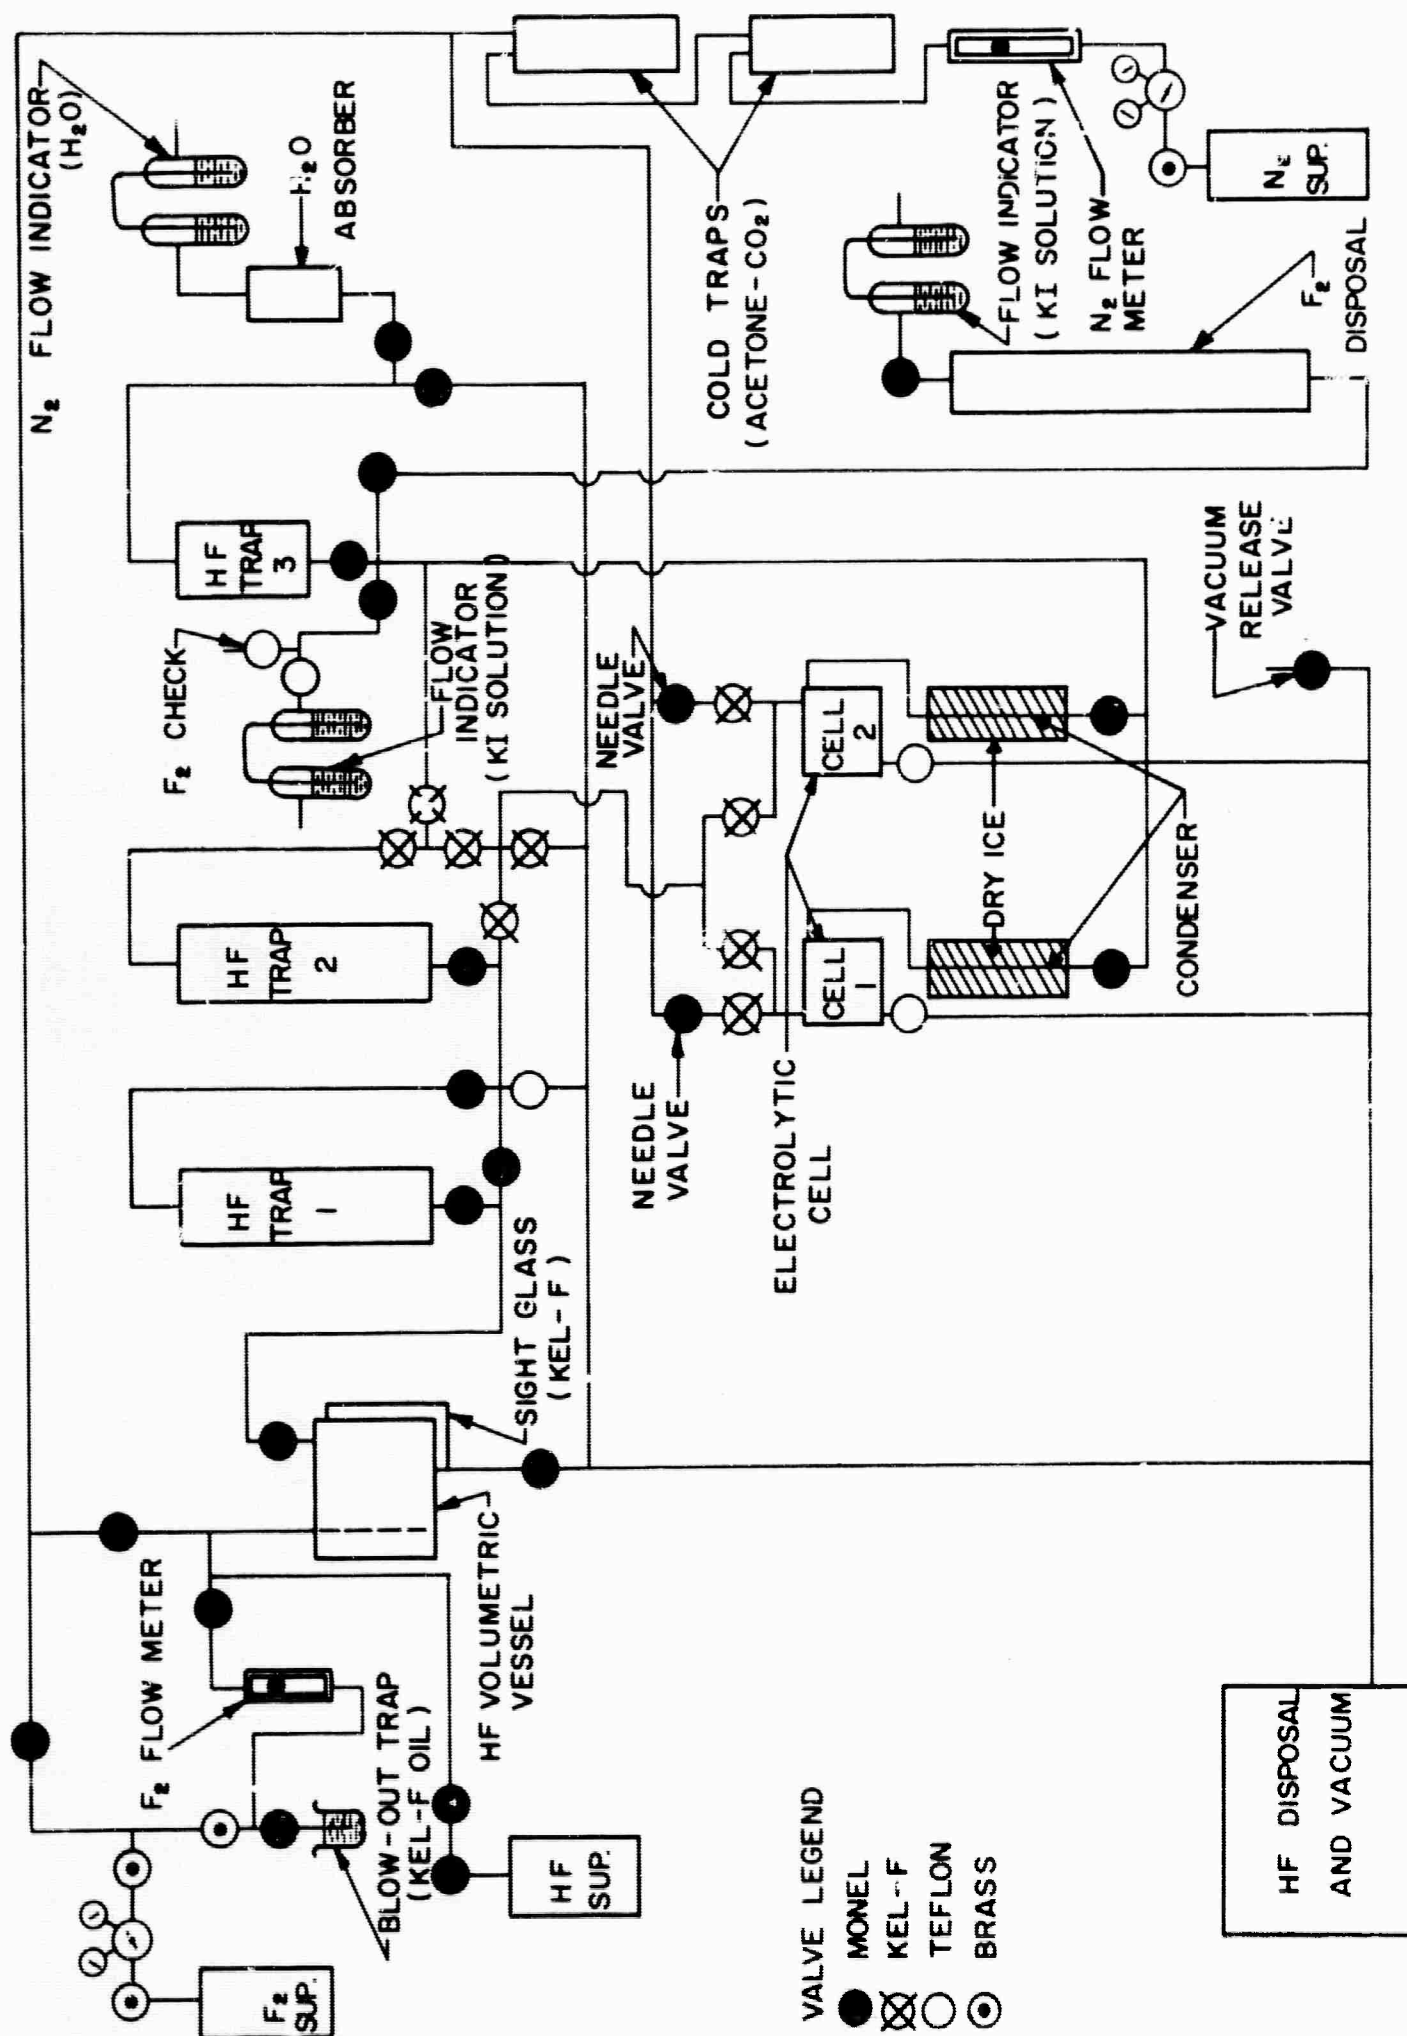 N₂ FLOW INDICATOR
(H₂O)
H₂O
ABSORBER
F₂ CHECK
FLOW
INDICATOR
(KI SOLUTION)
HF
TRAP
3
HF
TRAP
2
HF
TRAP
1
SIGHT GLASS
(KEL-F)
HF VOLUMETRIC
VESSEL
F₂ FLOW METER
BLOW-OUT TRAP
(KEL-F OIL)
F₂
SUP.
HF
SUP.
COLD TRAPS
(ACETONE-CO₂)
FLOW INDICATOR
(KI SOLUTION)
N₂ FLOW
METER
N₂
SUP.
F₂
DISPOSAL
NEEDLE
VALVE
NEEDLE
VALVE
CELL
2
CELL
1
ELECTROLYTIC
CELL
DRY ICE
CONDENSER
VACUUM
RELEASE
VALVE
VALVE LEGEND
MONEL
KEL-F
TEFLON
BRASS
HF DISPOSAL
AND VACUUM